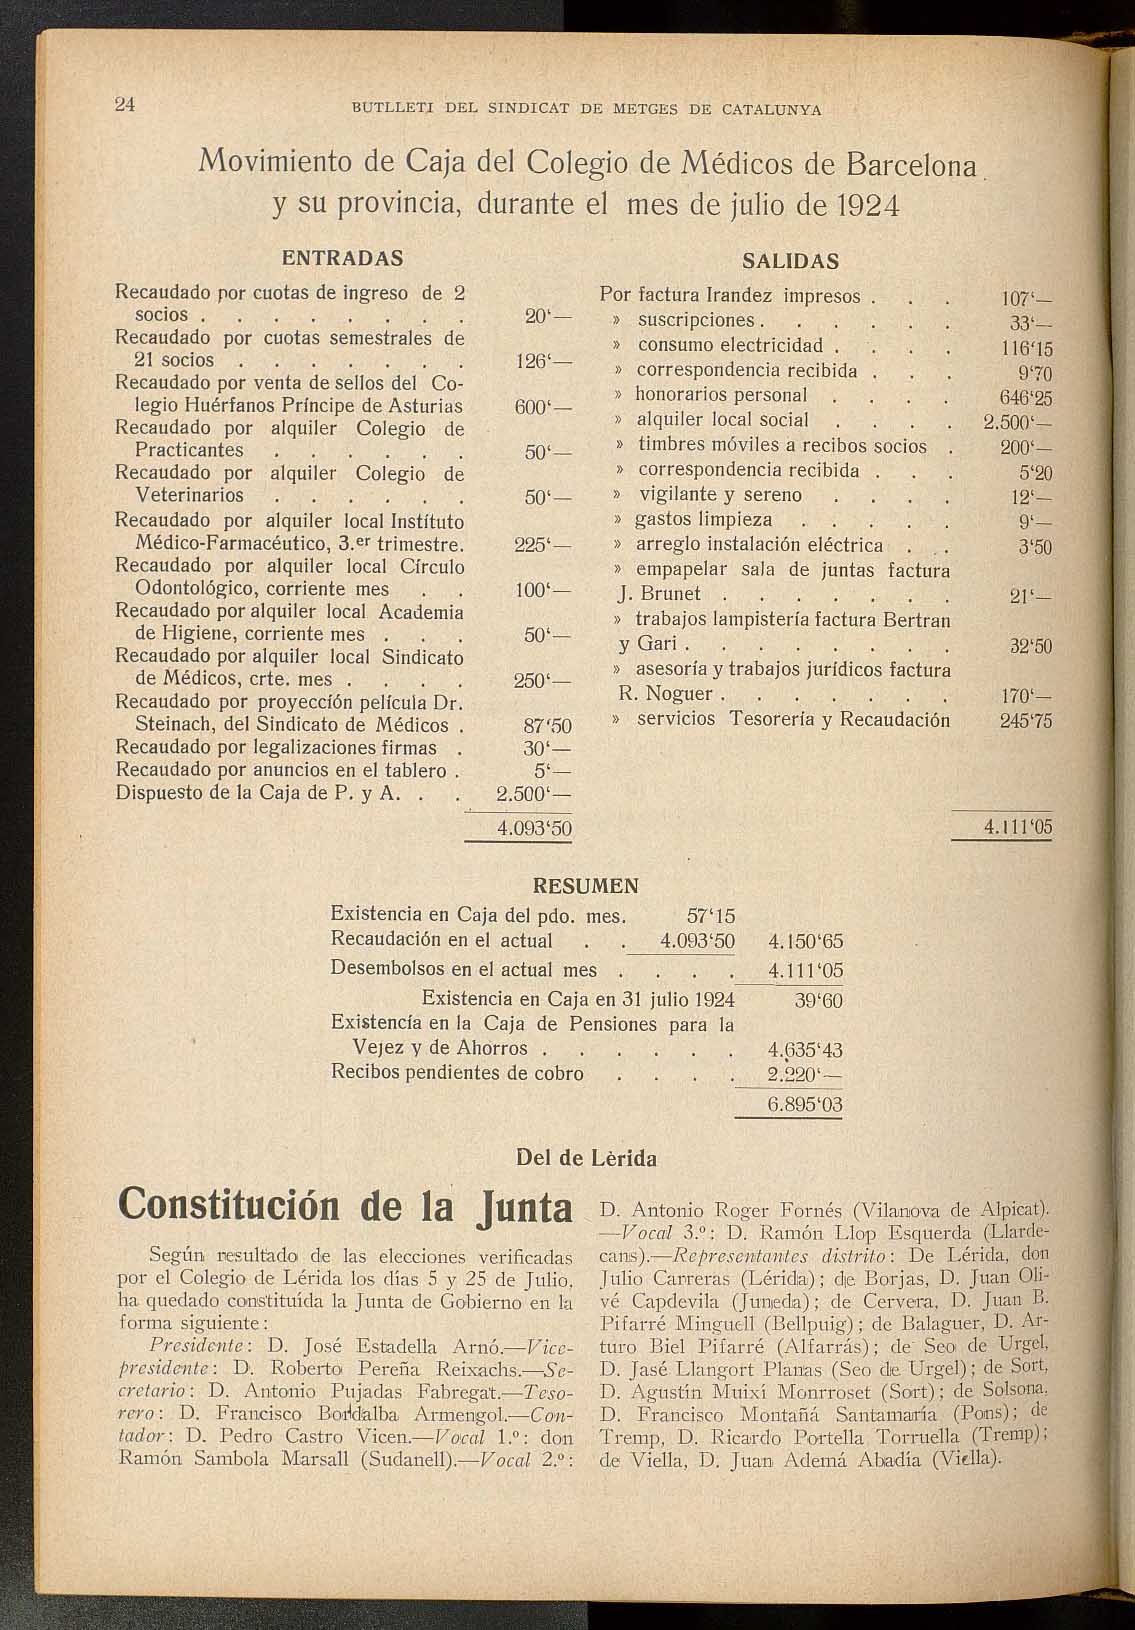 24
BUTLLETI DEL SINDICAT DE METGES DE CATALUNYA
Movimiento de Caja del Colegio de Médicos de Barcelona
y su provincia, durante el mes de julio de 1924
ENTRADAS
Recaudado por cuotas de ingreso de 2
socios . . . . . . . . 20‘—
Recaudado por cuotas semestrales de
21 socios . . . . . . . 126‘—
Recaudado por venta de sellos del Co-
legio Huérfanos Príncipe de Asturias 600‘—
Recaudado por alquiler Colegio de
Practicantes . . . . . . 50‘—
Recaudado por alquiler Colegio de
Veterinarios . . . . . . 50‘—
Recaudado por alquiler local Instituto
Médico-Farmacéutico, 3.er trimestre. 225‘—
Recaudado por alquiler local Círculo
Odontológico, corriente mes . . 100‘—
Recaudado por alquiler local Academia
de Higiene, corriente mes . . . 50‘—
Recaudado por alquiler local Sindicato
de Médicos, crte. mes . . . . 250‘—
Recaudado por proyección película Dr.
Steinach, del Sindicato de Médicos . 87‘50
Recaudado por legalizaciones firmas . 30‘—
Recaudado por anuncios en el tablero . 5‘—
Dispuesto de la Caja de P. y A. . . 2.500‘—
4.093‘50
SALIDAS
Por factura Irandez impresos . . . 107‘—
» suscripciones . . . . . . 33‘—
» consumo electricidad . . . . 116‘15
» correspondencia recibida . . . 9‘70
» honorarios personal . . . . 646‘25
» alquiler local social . . . . 2.500‘—
» timbres móviles a recibos socios . 200‘—
» correspondencia recibida . . . 5‘20
» vigilante y sereno . . . . 12‘—
» gastos limpieza . . . . . 9‘—
» arreglo instalación eléctrica . . . 3‘50
» empapelar sala de juntas factura
J. Brunet . . . . . . . 21‘—
» trabajos lampistería factura Bertran
y Gari . . . . . . . . 32‘50
» asesoría y trabajos jurídicos factura
R. Noguer . . . . . . . 170‘—
» servicios Tesorería y Recaudación 245‘75
4.111‘05
RESUMEN
Existencia en Caja del pdo. mes. 57‘15
Recaudación en el actual . . 4.093‘50 4.150‘65
Desembolsos en el actual mes . . . . 4.111‘05
Existencia en Caja en 31 julio 1924 39‘60
Existencia en la Caja de Pensiones para la
Vejez y de Ahorros . . . . . . 4.635‘43
Recibos pendientes de cobro . . . . 2.220‘—
6.895‘03
Del de Lèrida
Constitución de la Junta
Según resultado de las elecciones verificadas
por el Colegio de Lérida los días 5 y 25 de Julio,
ha quedado constituída la Junta de Gobierno en la
forma siguiente:
Presidente: D. José Estadella Arnó.—Vice-
presidente: D. Roberto Pereña Reixachs.—Se-
cretario: D. Antonio Pujadas Fabregat.—Teso-
rero: D. Francisco Bordalba Armengol.—Con-
tador: D. Pedro Castro Vicen.—Vocal 1.º: don
Ramón Sambola Marsall (Sudanell).—Vocal 2.º:
D. Antonio Roger Fornés (Vilanova de Alpicat).
—Vocal 3.º: D. Ramón Llop Esquerda (Llarde-
cans).—Representantes distrito: De Lérida, don
Julio Carreras (Lérida); de Borjas, D. Juan Oli-
vé Capdevila (Juneda); de Cervera, D. Juan B.
Pifarré Minguell (Bellpuig); de Balaguer, D. Ar-
turo Biel Pifarré (Alfarrás); de Seo de Urgel,
D. Jasé Llangort Planas (Seo de Urgel); de Sort,
D. Agustín Muixí Monrroset (Sort); de Solsona,
D. Francisco Montañá Santamaría (Pons); de
Tremp, D. Ricardo Portella Torruella (Tremp);
de Viella, D. Juan Ademá Abadía (Viella).